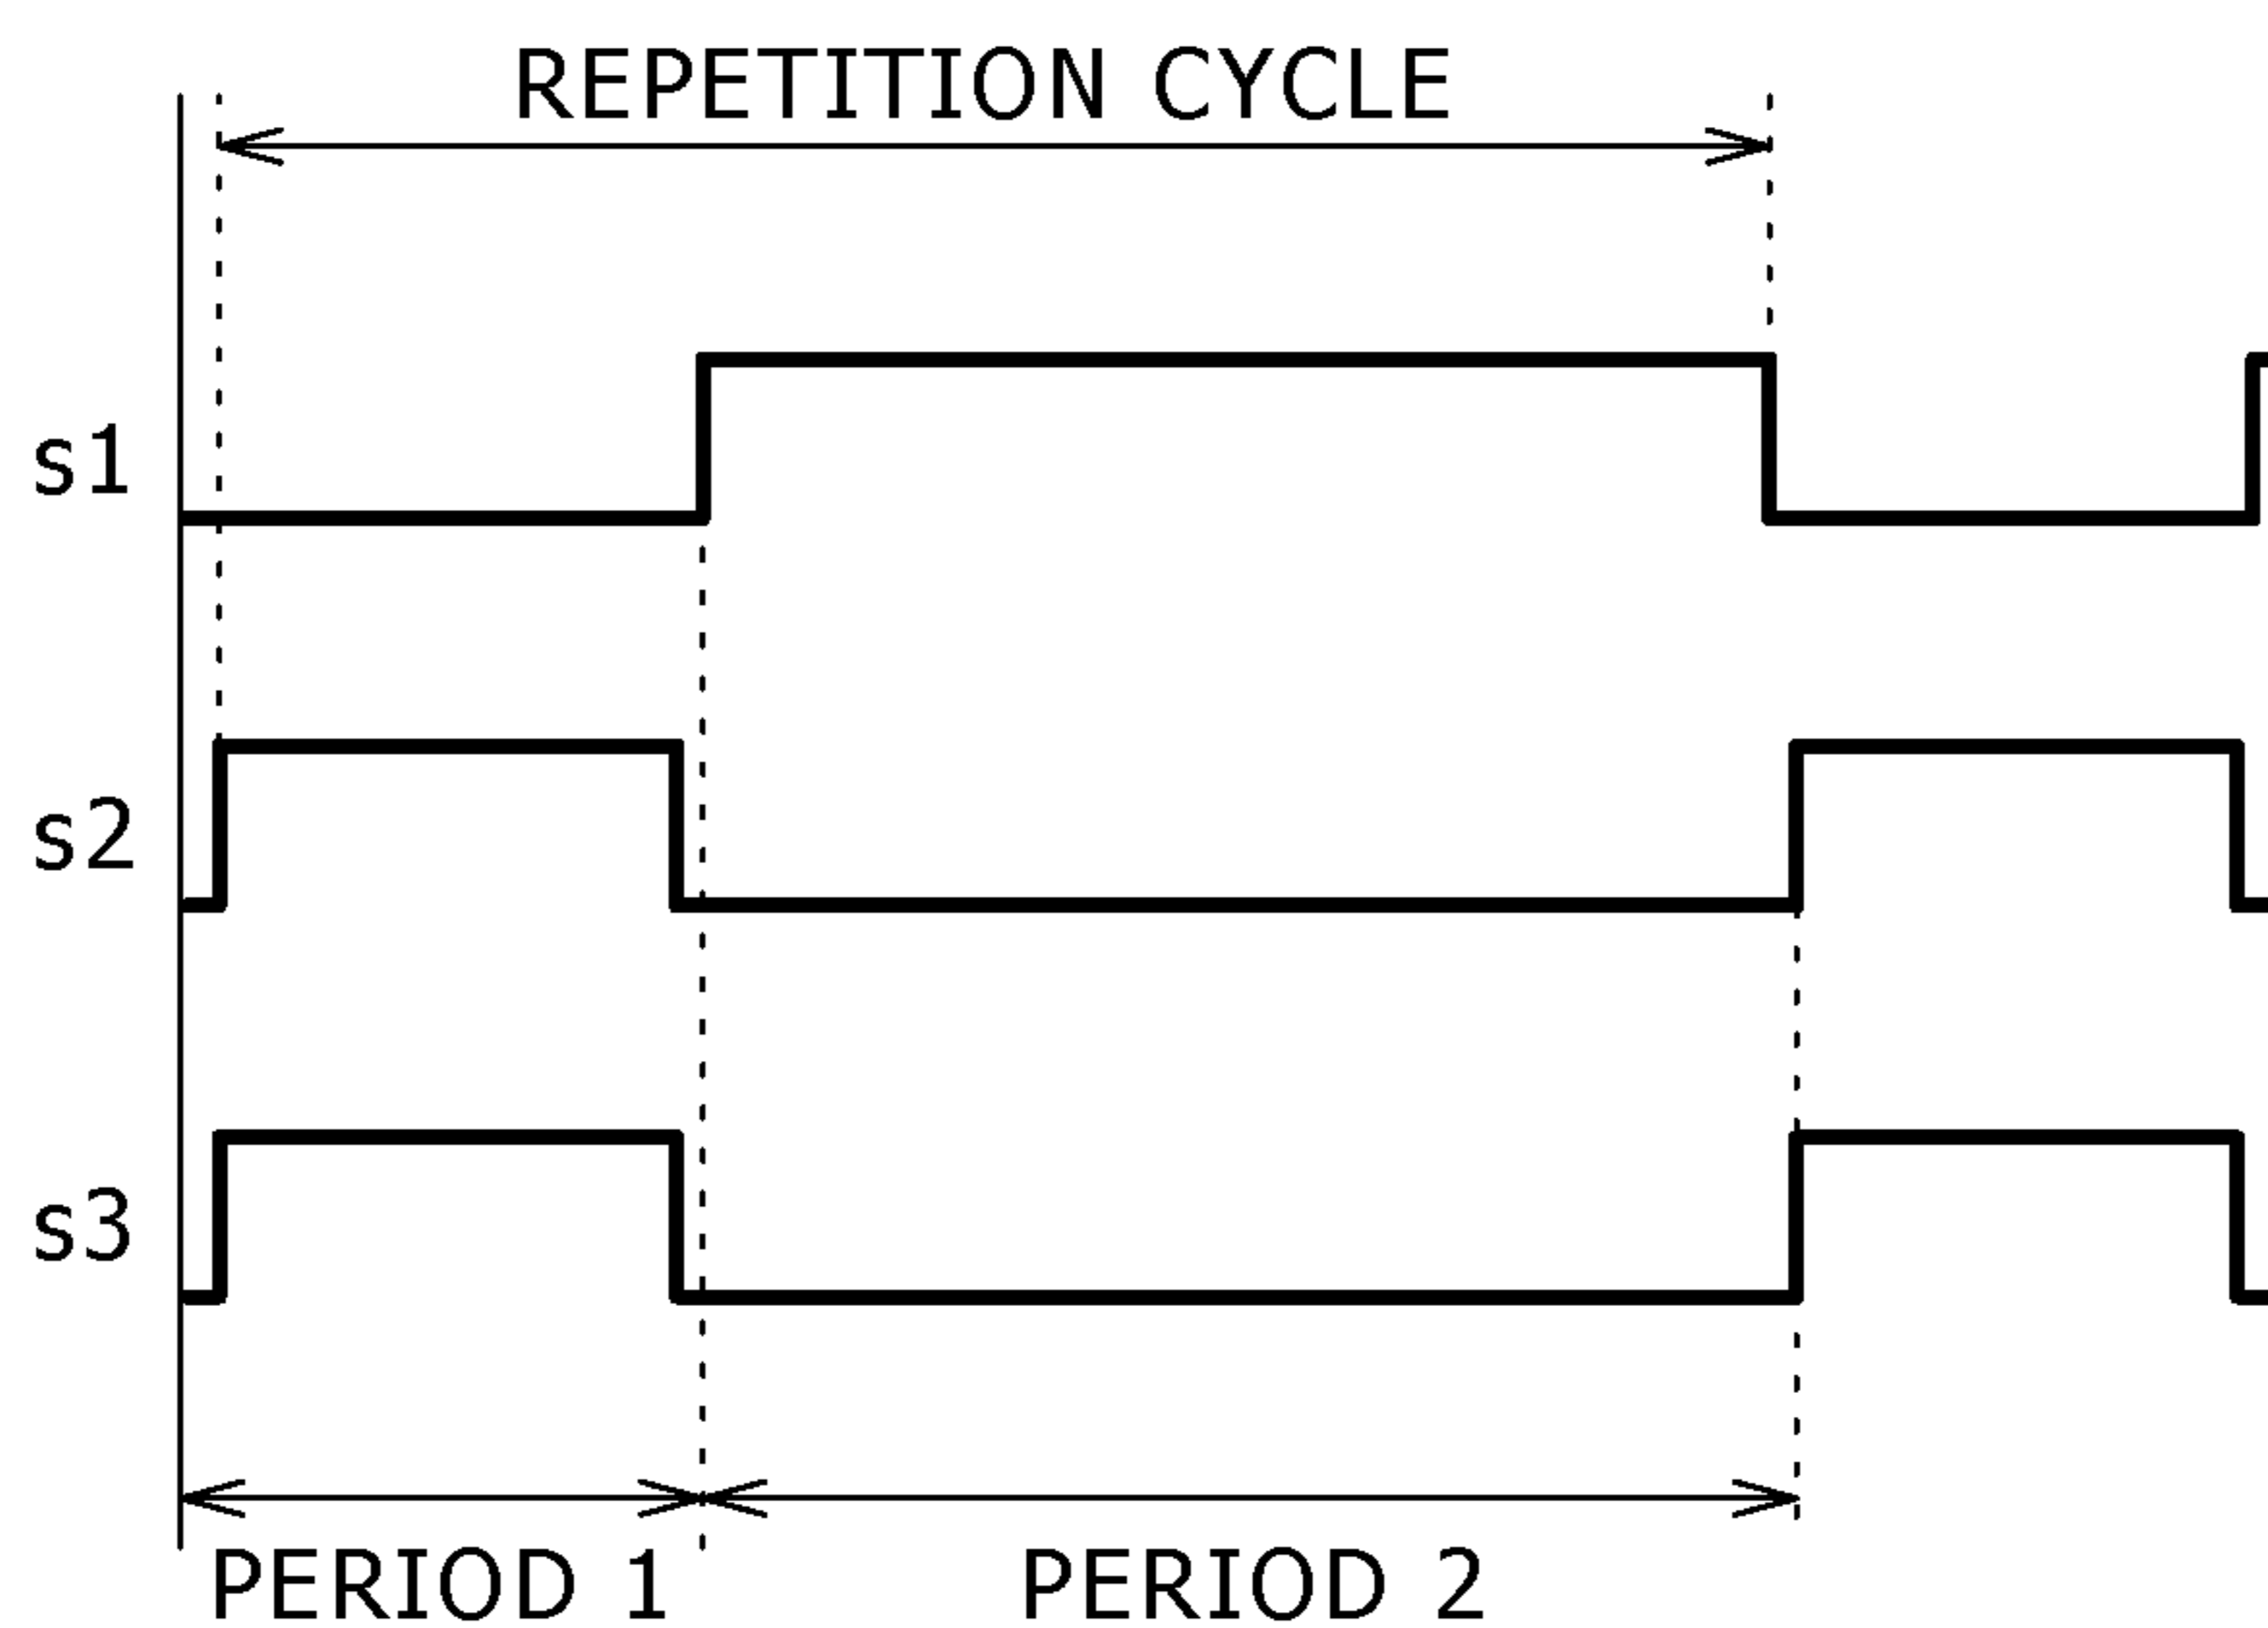 REPETITION CYCLE
s1
s2
s3
PERIOD 1
PERIOD 2